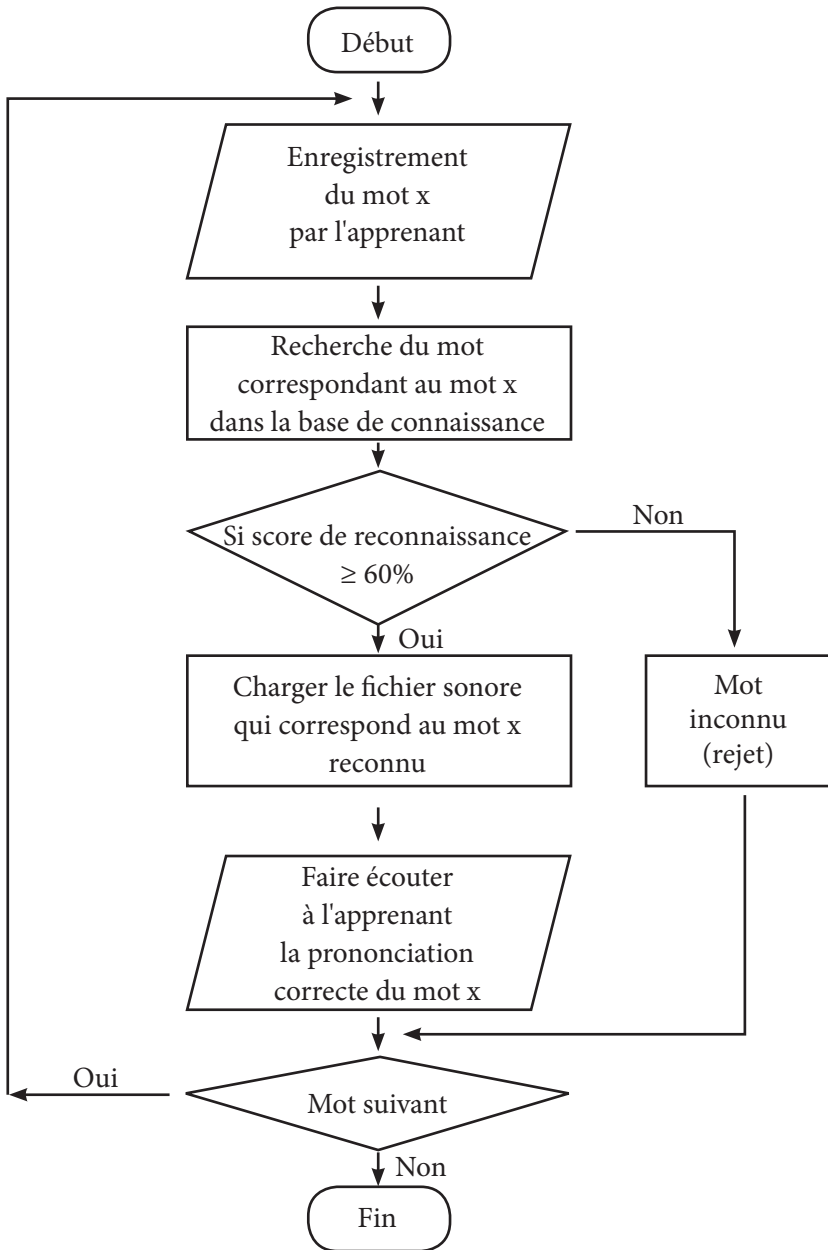 Début
Enregistrement
du mot x
par l'apprenant
Recherche du mot
correspondant au mot x
dans la base de connaissance
Si score de reconnaissance
≥ 60%
Non
Oui
Charger le fichier sonore
qui correspond au mot x
reconnu
Mot
inconnu
(rejet)
Faire écouter
à l'apprenant
la prononciation
correcte du mot x
Oui
Mot suivant
Non
Fin